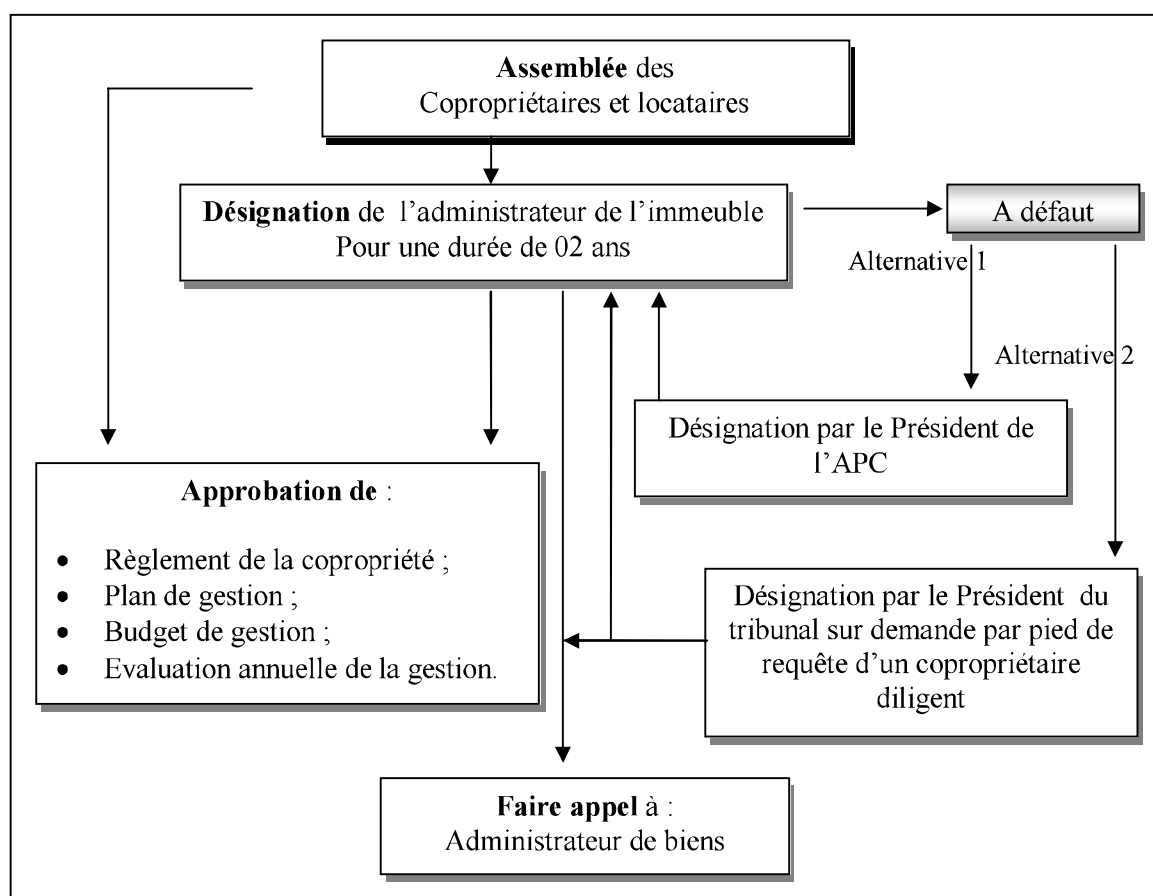 Assemblée des
Copropriétaires et locataires
Désignation de l’administrateur de l’immeuble
Pour une durée de 02 ans
A défaut
Alternative 1
Alternative 2
Désignation par le Président de
l’APC
Approbation de :
• Règlement de la copropriété ;
• Plan de gestion ;
• Budget de gestion ;
• Evaluation annuelle de la gestion.
Désignation par le Président du
tribunal sur demande par pied de
requête d’un copropriétaire
diligent
Faire appel à :
Administrateur de biens